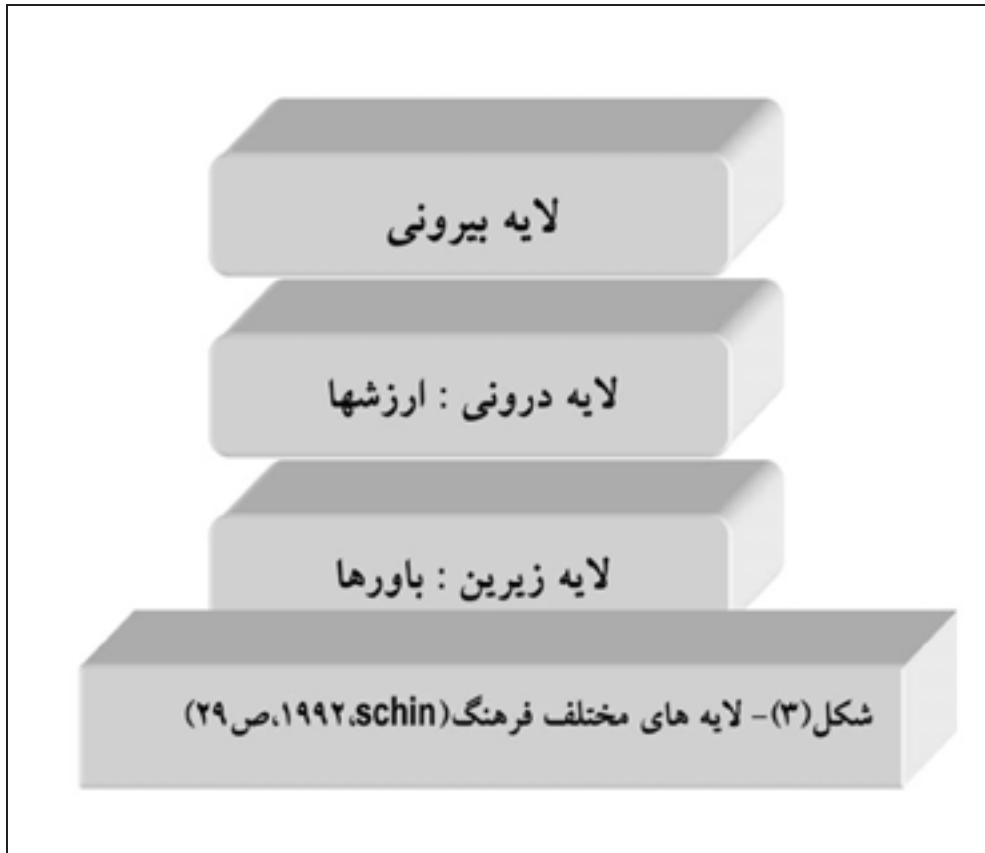 لایه بیرونی
لایه درونی : ارزشها
لایه زیرین : باورها
شکل(۳)- لایه های مختلف فرهنگ(schin،۱۹۹۲،ص۲۹)